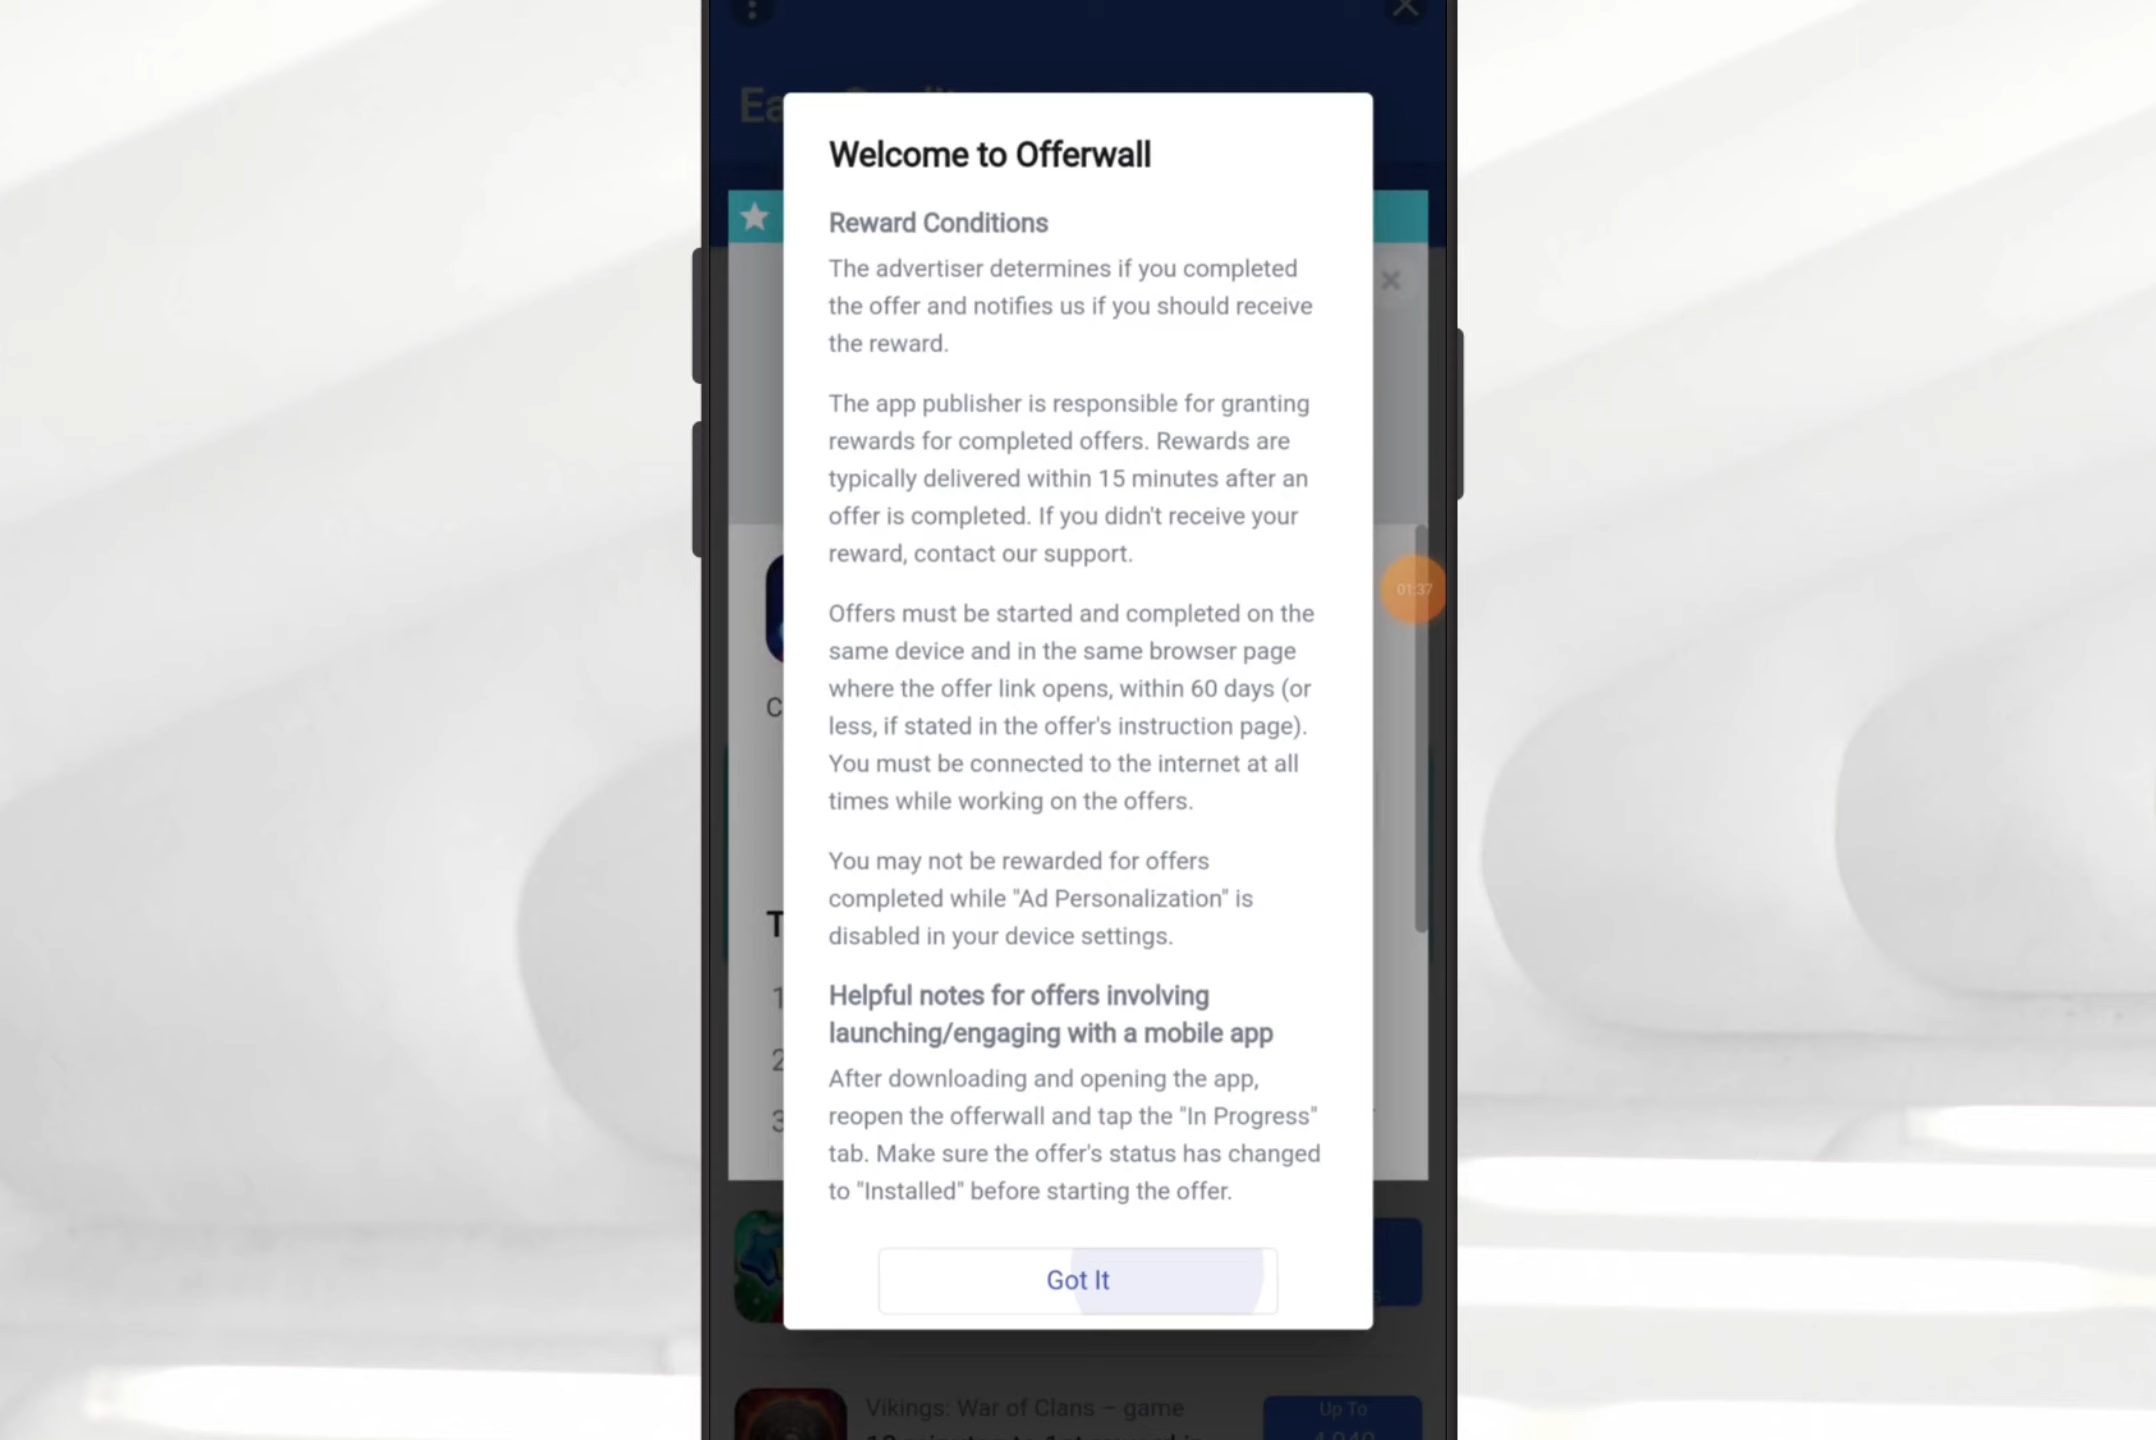 Welcome to Offerwall
Reward Conditions
The advertiser determines if you completed
the offer and notifies us if you should receive
the reward.
The app publisher is responsible for granting
rewards for completed offers. Rewards are
typically delivered within 15 minutes after an
offer is completed. If you didn't receive your
reward, contact our support.
01:37
Offers must be started and completed on the
same device and in the same browser page
where the offer link opens, within 60 days (or
less, if stated in the offer's instruction page).
You must be connected to the internet at all
times while working on the offers.
You may not be rewarded for offers
completed while "Ad Personalization" is
disabled in your device settings.
Helpful notes for offers involving
launching/engaging with a mobile app
After downloading and opening the app,
reopen the offerwall and tap the "In Progress"
tab. Make sure the offer's status has changed
to "Installed" before starting the offer.
Got It
Vikings: War of Clans – game
Up To